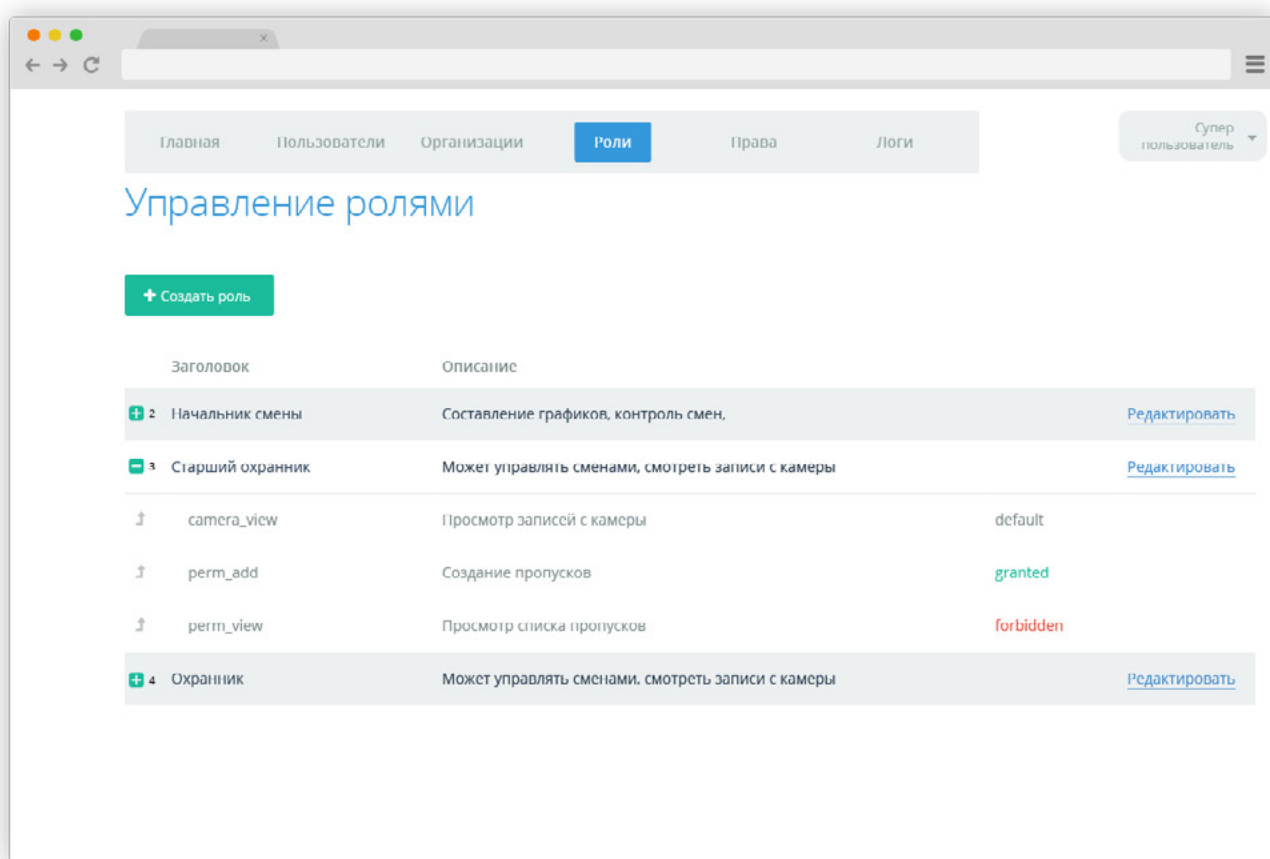 Главная Пользователи Организации Роли Права Логи Супер
пользователь
Управление ролями
+ Создать роль
Заголовок Описание
2 Начальник смены Составление графиков, контроль смен, Редактировать
3 Старший охранник Может управлять сменами, смотреть записи с камеры Редактировать
camera_view Просмотр записей с камеры default
perm_add Создание пропусков granted
perm_view Просмотр списка пропусков forbidden
4 Охранник Может управлять сменами, смотреть записи с камеры Редактировать